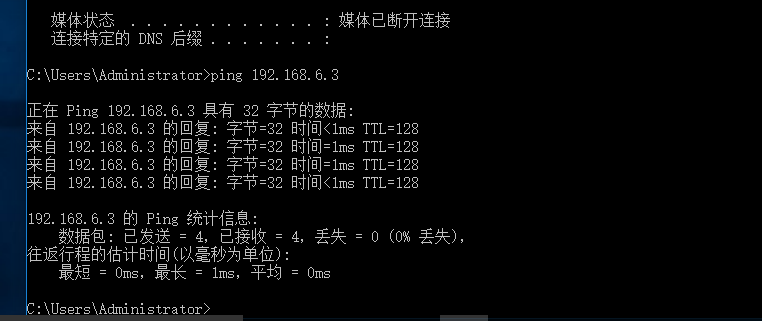 媒体状态 . . . . . . . . . . . . : 媒体已断开连接
连接特定的 DNS 后缀 . . . . . . . :
C:\Users\Administrator>ping 192.168.6.3
正在 Ping 192.168.6.3 具有 32 字节的数据:
来自 192.168.6.3 的回复: 字节=32 时间<1ms TTL=128
来自 192.168.6.3 的回复: 字节=32 时间=1ms TTL=128
来自 192.168.6.3 的回复: 字节=32 时间=1ms TTL=128
来自 192.168.6.3 的回复: 字节=32 时间<1ms TTL=128
192.168.6.3 的 Ping 统计信息:
数据包: 已发送 = 4，已接收 = 4，丢失 = 0 (0% 丢失)，
往返行程的估计时间(以毫秒为单位):
最短 = 0ms，最长 = 1ms，平均 = 0ms
C:\Users\Administrator>